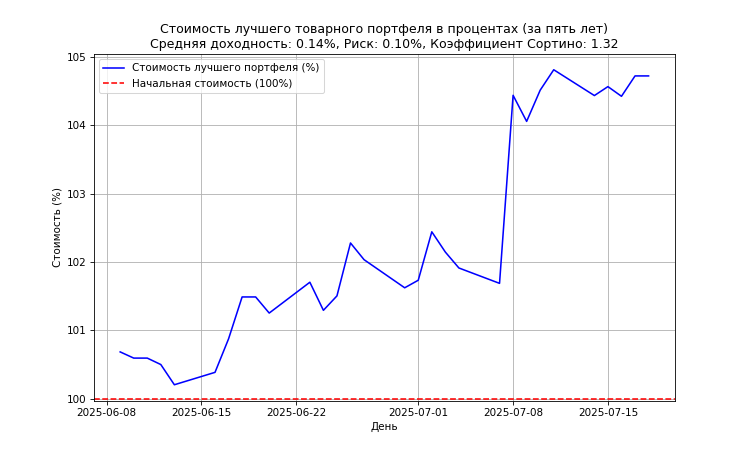 Стоимость лучшего товарного портфеля в процентах (за пять лет)
Средняя доходность: 0.14%, Риск: 0.10%, Коэффициент Сортино: 1.32
Стоимость лучшего портфеля (%)
Начальная стоимость (100%)
Стоимость (%)
105
104
103
102
101
100
2025-06-08
2025-06-15
2025-06-22
2025-07-01
2025-07-08
2025-07-15
День